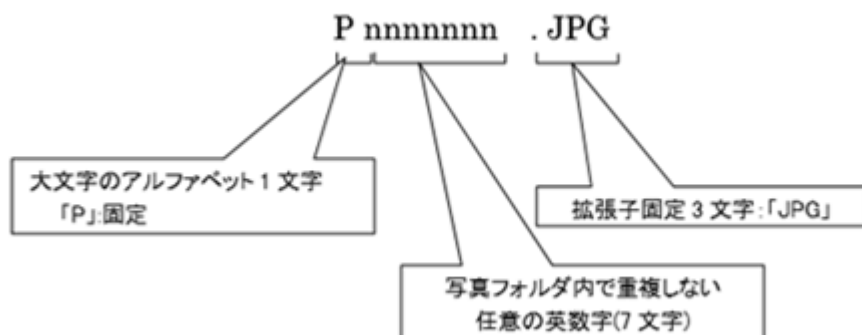 P nnnnnnn .JPG
大文字のアルファベット1文字
「P」:固定
拡張子固定3文字:「JPG」
写真フォルダ内で重複しない
任意の英数字(7文字)